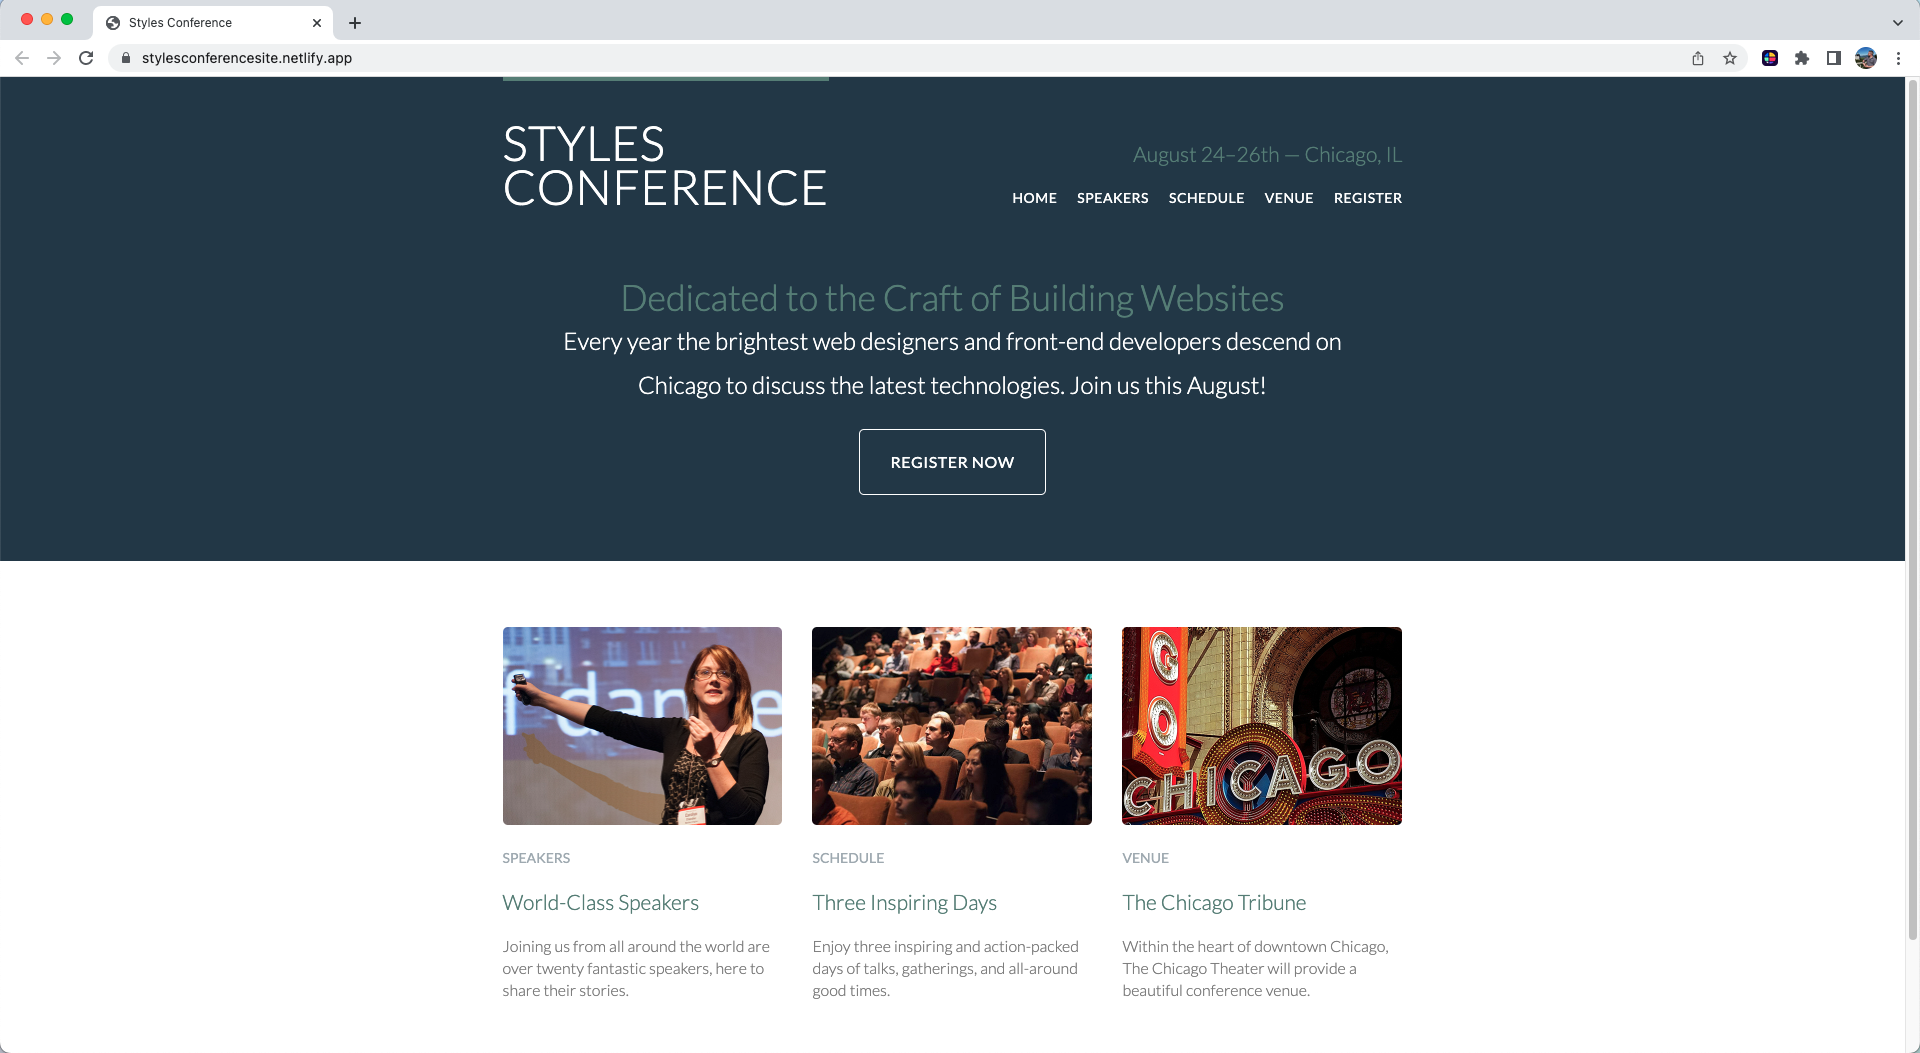 Styles Conference
stylesconferencesite.netlify.app
STYLES
CONFERENCE
August 24–26th — Chicago, IL
HOME SPEAKERS SCHEDULE VENUE REGISTER
Dedicated to the Craft of Building Websites
Every year the brightest web designers and front-end developers descend on
Chicago to discuss the latest technologies. Join us this August!
REGISTER NOW
f dan
GO
CHICAGO
SPEAKERS
World-Class Speakers
Joining us from all around the world are
over twenty fantastic speakers, here to
share their stories.
SCHEDULE
Three Inspiring Days
Enjoy three inspiring and action-packed
days of talks, gatherings, and all-around
good times.
VENUE
The Chicago Tribune
Within the heart of downtown Chicago,
The Chicago Theater will provide a
beautiful conference venue.